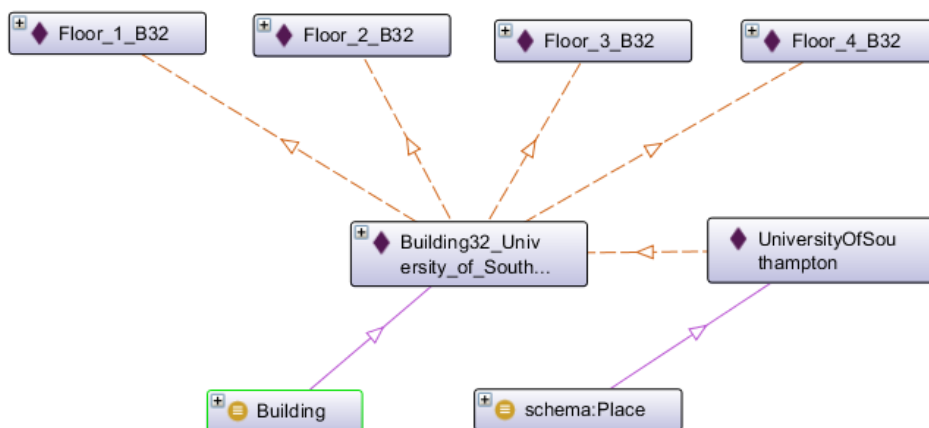 Floor_1_B32
Floor_2_B32
Floor_3_B32
Floor_4_B32
Building32_Univ
ersity_of_South...
UniversityOfSou
thampton
Building
schema:Place